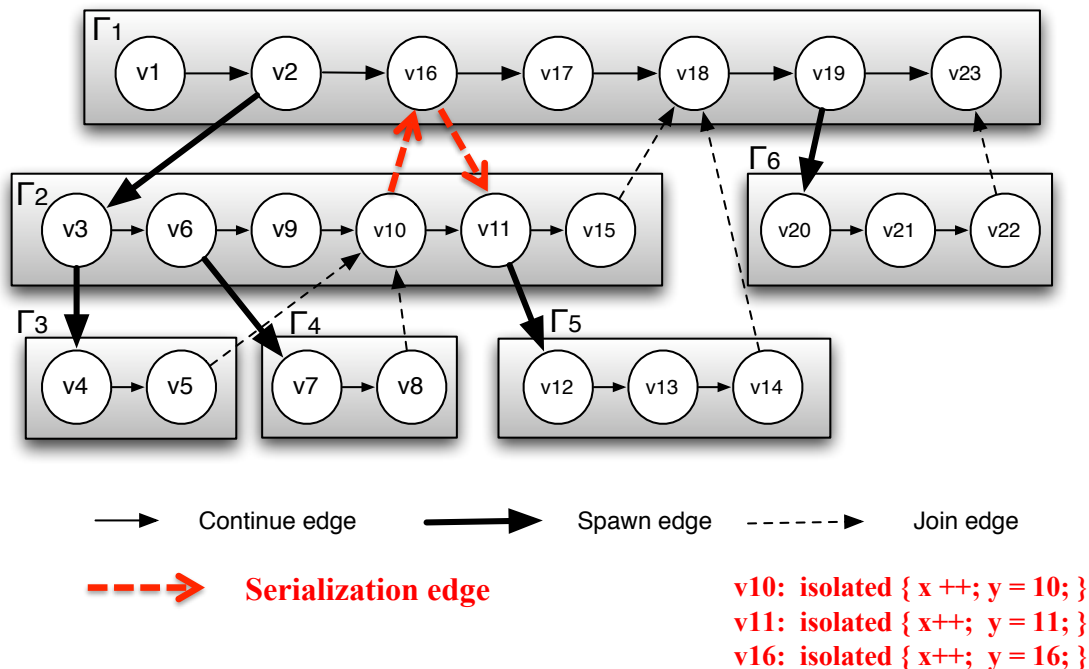 Γ1
v1 v2 v16 v17 v18 v19 v23
Γ2 Γ6
v3 v6 v9 v10 v11 v15 v20 v21 v22
Γ3 Γ4 Γ5
v4 v5 v7 v8 v12 v13 v14
Continue edge Spawn edge Join edge
Serialization edge
v10: isolated { x ++; y = 10; }
v11: isolated { x++; y = 11; }
v16: isolated { x++; y = 16; }